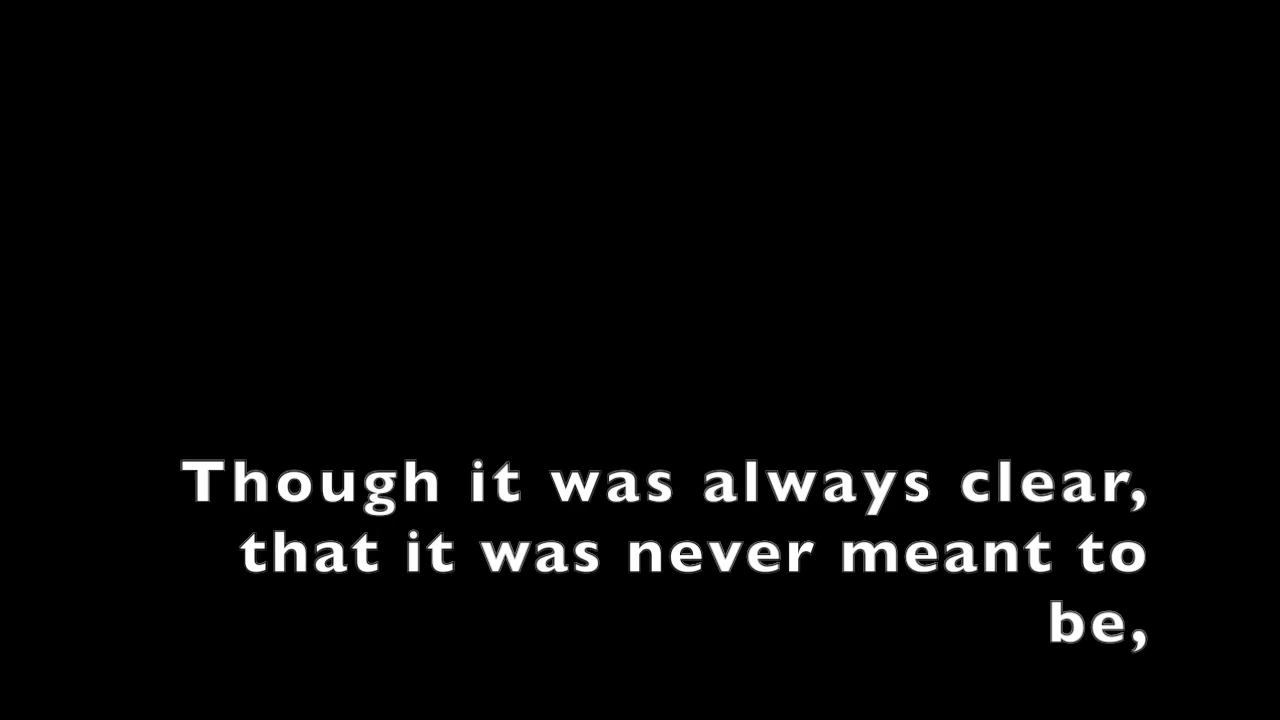 Though it was always clear,
that it was never meant to
be,